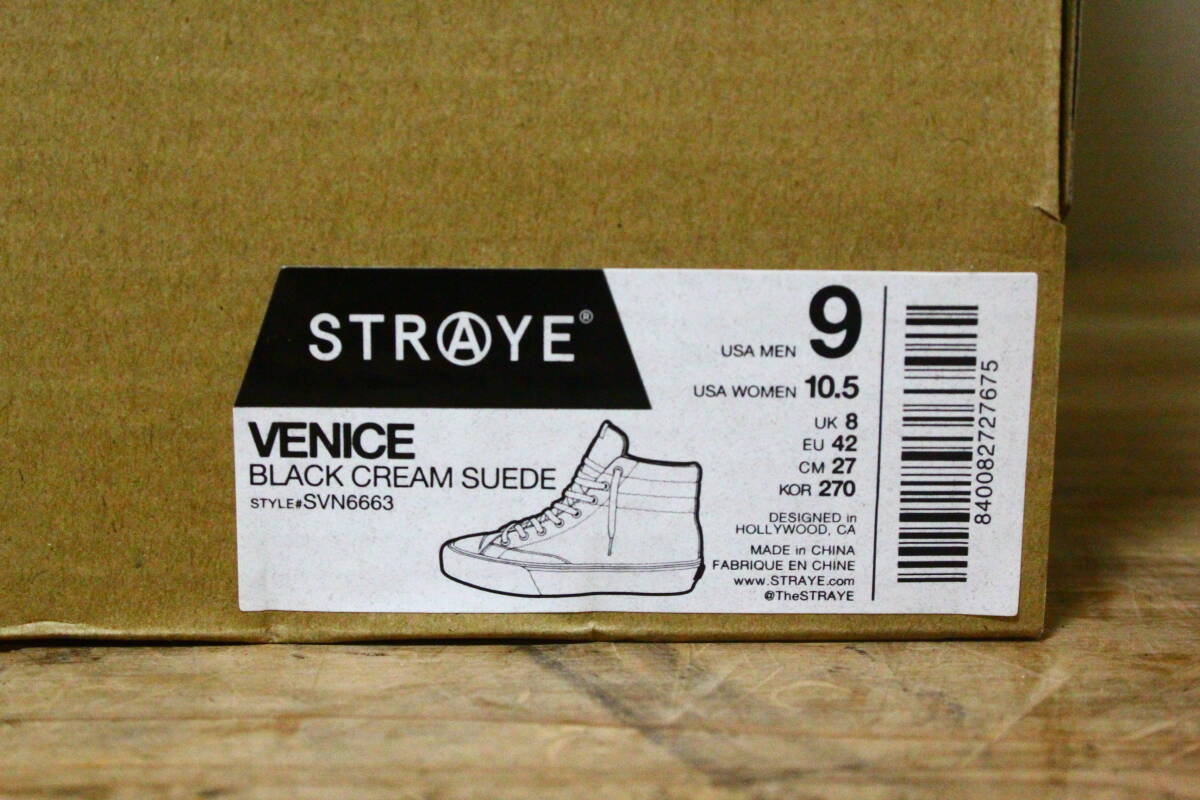 STRAYE®
VENICE
BLACK CREAM SUEDE
STYLE#SVN6663
USA MEN 9
USA WOMEN 10.5
UK 8
EU 42
CM 27
KOR 270
DESIGNED in
HOLLYWOOD, CA
MADE in CHINA
FABRIQUE EN CHINE
www.STRAYE.com
@TheSTRAYE
840082727675